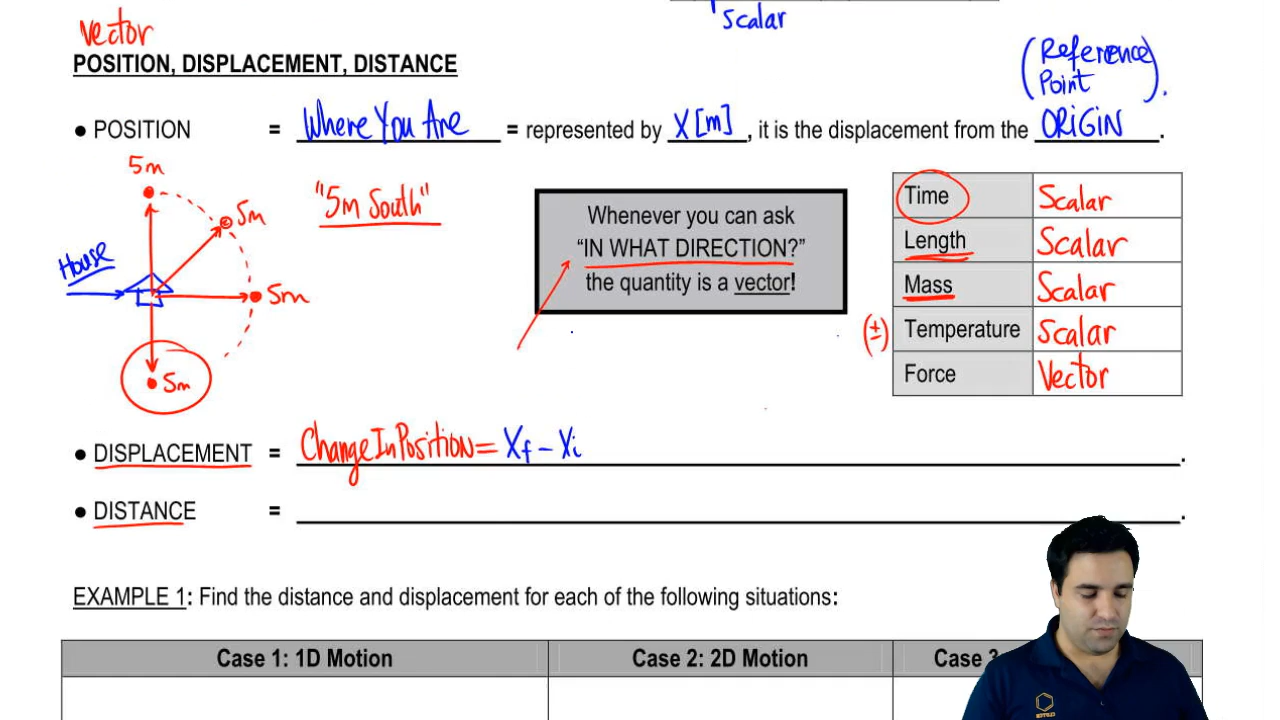 scalar
vector
POSITION, DISPLACEMENT, DISTANCE
(Reference Point).
● POSITION = Where You Are = represented by X [m], it is the displacement from the ORIGIN.
5m
5m
"5m South"
House
5m
5m
Whenever you can ask
“IN WHAT DIRECTION?”
the quantity is a vector!
Time Scalar
Length Scalar
Mass Scalar
(±) Temperature Scalar
Force Vector
● DISPLACEMENT = Change In Position = Xf - Xi .
● DISTANCE = .
EXAMPLE 1: Find the distance and displacement for each of the following situations:
Case 1: 1D Motion Case 2: 2D Motion Case 3